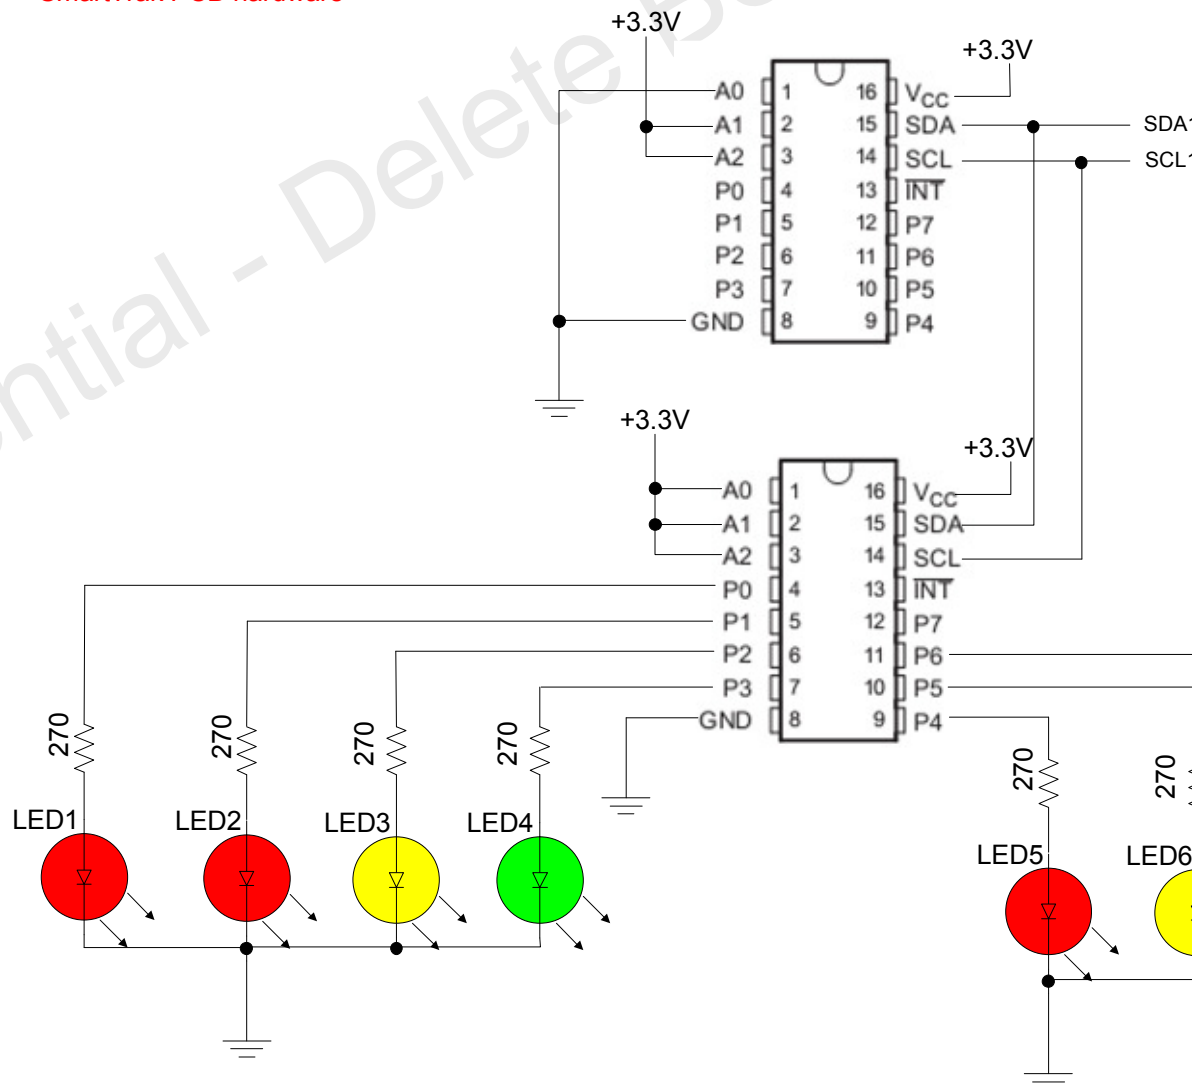 +3.3V
+3.3V
A0 1 16 VCC
A1 2 15 SDA SDA1
A2 3 14 SCL SCL1
P0 4 13 INT
P1 5 12 P7
P2 6 11 P6
P3 7 10 P5
GND 8 9 P4
+3.3V
+3.3V
A0 1 16 VCC
A1 2 15 SDA
A2 3 14 SCL
P0 4 13 INT
P1 5 12 P7
P2 6 11 P6
P3 7 10 P5
GND 8 9 P4
270 270 270 270 270 270
LED1 LED2 LED3 LED4 LED5 LED6
- Delete